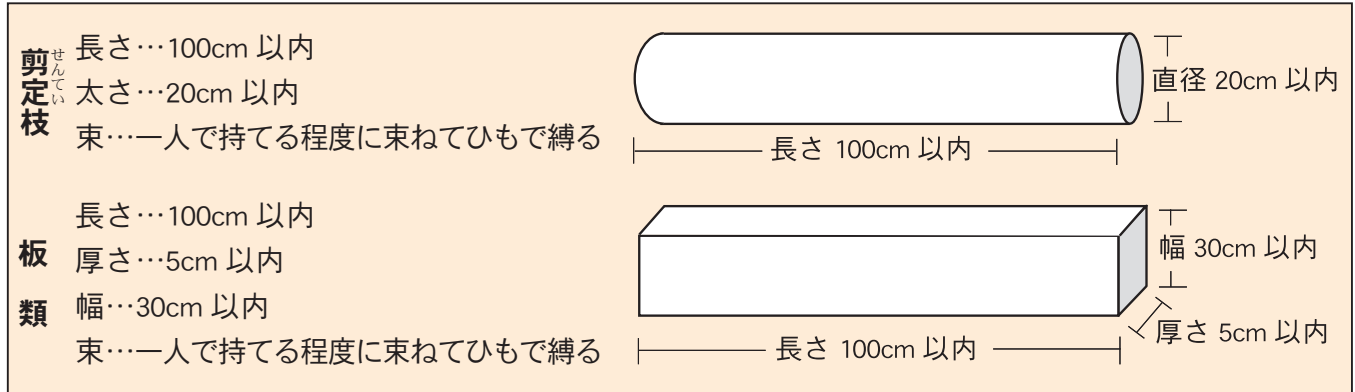 剪定枝
せんてい
長さ…100cm 以内
太さ…20cm 以内
束…一人で持てる程度に束ねてひもで縛る
直径 20cm 以内
長さ 100cm 以内
板類
長さ…100cm 以内
厚さ…5cm 以内
幅…30cm 以内
束…一人で持てる程度に束ねてひもで縛る
幅 30cm 以内
厚さ 5cm 以内
長さ 100cm 以内